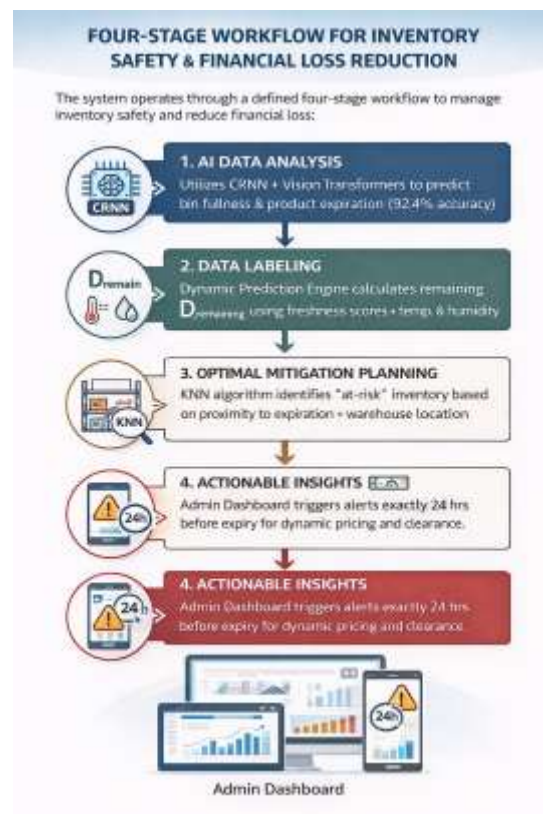 FOUR-STAGE WORKFLOW FOR INVENTORY
SAFETY & FINANCIAL LOSS REDUCTION
The system operates through a defined four-stage workflow to manage
inventory safety and reduce financial loss:
CRNN
1. AI DATA ANALYSIS
Utilizes CRNN + Vision Transformers to predict
bin fullness & product expiration (92.4% accuracy)
Dremain
2. DATA LABELING
Dynamic Prediction Engine calculates remaining
Dremaining using freshness scores + temp. & humidity
KNN
3. OPTIMAL MITIGATION PLANNING
KNN algorithm identifies "at-risk" inventory based
on proximity to expiration + warehouse location
24h
4. ACTIONABLE INSIGHTS
Admin Dashboard triggers alerts exactly 24 hrs
before expiry for dynamic pricing and clearance.
24 h
4. ACTIONABLE INSIGHTS
Admin Dashboard triggers alerts exactly 24 hrs
before expiry for dynamic pricing and clearance
24h
Admin Dashboard